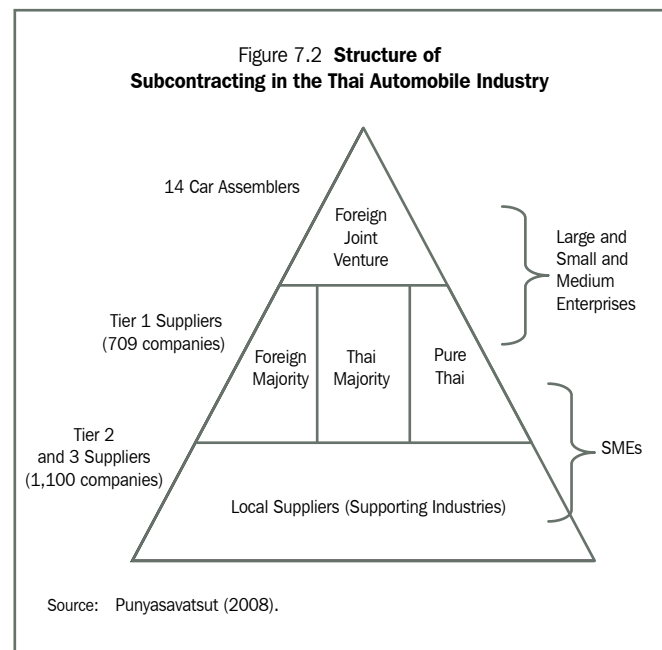 Figure 7.2 Structure of
Subcontracting in the Thai Automobile Industry
14 Car Assemblers
Foreign
Joint
Venture
Large and
Small and
Medium
Enterprises
Tier 1 Suppliers
(709 companies)
Foreign
Majority
Thai
Majority
Pure
Thai
Tier 2
and 3 Suppliers
(1,100 companies)
SMEs
Local Suppliers (Supporting Industries)
Source: Punyasavatsut (2008).